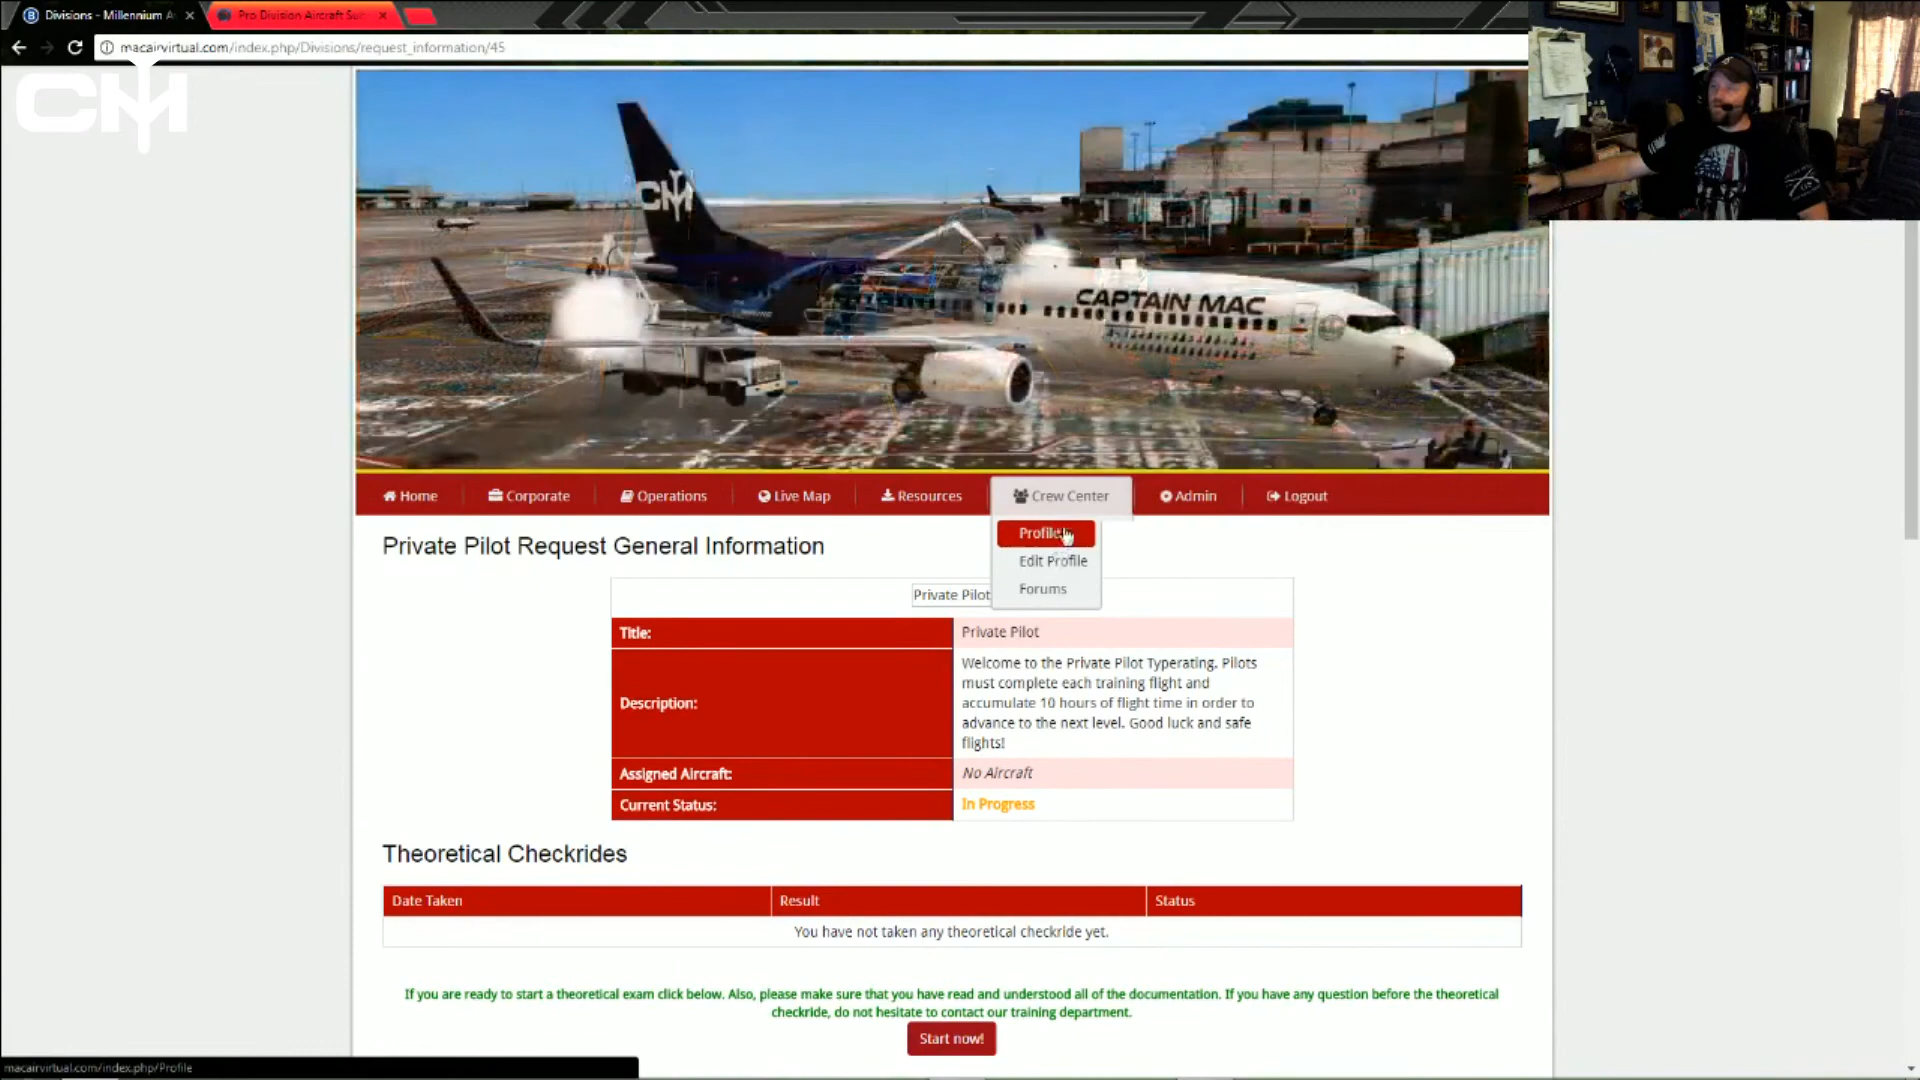 Divisions - Millennium A
Pro Division Aircraft Sur
macairvirtual.com/index.php/Divisions/request_information/45
CM
CM
CAPTAIN MAC
Home
Corporate
Operations
Live Map
Resources
Crew Center
Admin
Logout
Profile
Edit Profile
Forums
Private Pilot Request General Information
Private Pilot
Title:
Private Pilot
Description:
Welcome to the Private Pilot Typerating. Pilots
must complete each training flight and
accumulate 10 hours of flight time in order to
advance to the next level. Good luck and safe
flights!
Assigned Aircraft:
No Aircraft
Current Status:
In Progress
Theoretical Checkrides
Date Taken
Result
Status
You have not taken any theoretical checkride yet.
If you are ready to start a theoretical exam click below. Also, please make sure that you have read and understood all of the documentation. If you have any question before the theoretical
checkride, do not hesitate to contact our training department.
Start now!
macairvirtual.com/index.php/Profile